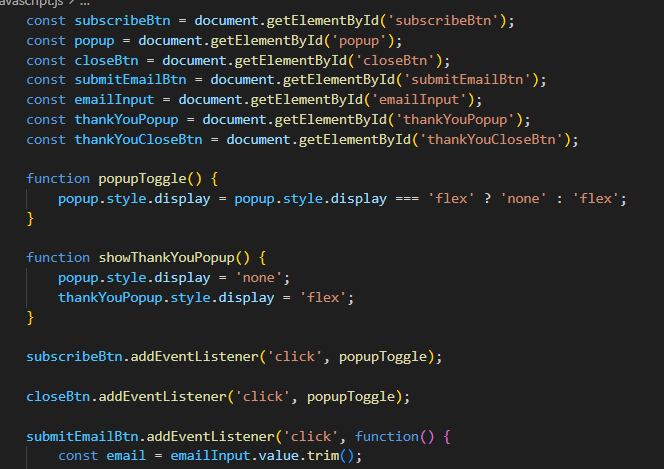 avascript.js > ...
const subscribeBtn = document.getElementById('subscribeBtn');
const popup = document.getElementById('popup');
const closeBtn = document.getElementById('closeBtn');
const submitEmailBtn = document.getElementById('submitEmailBtn');
const emailInput = document.getElementById('emailInput');
const thankYouPopup = document.getElementById('thankYouPopup');
const thankYouCloseBtn = document.getElementById('thankYouCloseBtn');
function popupToggle() {
popup.style.display = popup.style.display === 'flex' ? 'none' : 'flex';
}
function showThankYouPopup() {
popup.style.display = 'none';
thankYouPopup.style.display = 'flex';
}
subscribeBtn.addEventListener('click', popupToggle);
closeBtn.addEventListener('click', popupToggle);
submitEmailBtn.addEventListener('click', function() {
const email = emailInput.value.trim();